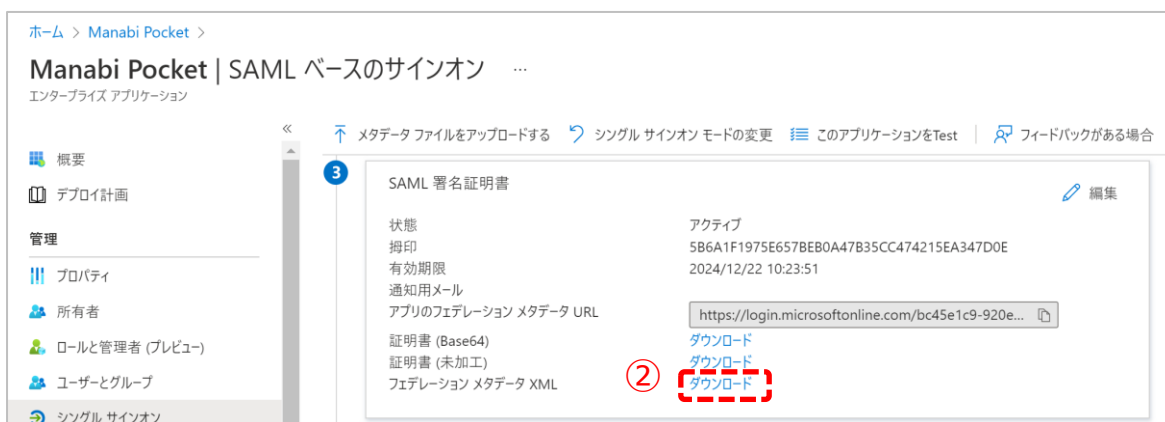 ホーム > Manabi Pocket >
Manabi Pocket | SAML ベースのサインオン ...
エンタープライズ アプリケーション
«
メタデータ ファイルをアップロードする シングル サインオン モードの変更 このアプリケーションをTest フィードバックがある場合
概要
デプロイ計画
管理
プロパティ
所有者
ロールと管理者 (プレビュー)
ユーザーとグループ
シングル サインオン
3
SAML 署名証明書
編集
状態 アクティブ
拇印 5B6A1F1975E657BEB0A47B35CC474215EA347D0E
有効期限 2024/12/22 10:23:51
通知用メール
アプリのフェデレーション メタデータ URL https://login.microsoftonline.com/bc45e1c9-920e...
証明書 (Base64) ダウンロード
証明書 (未加工) ダウンロード
フェデレーション メタデータ XML ② ダウンロード